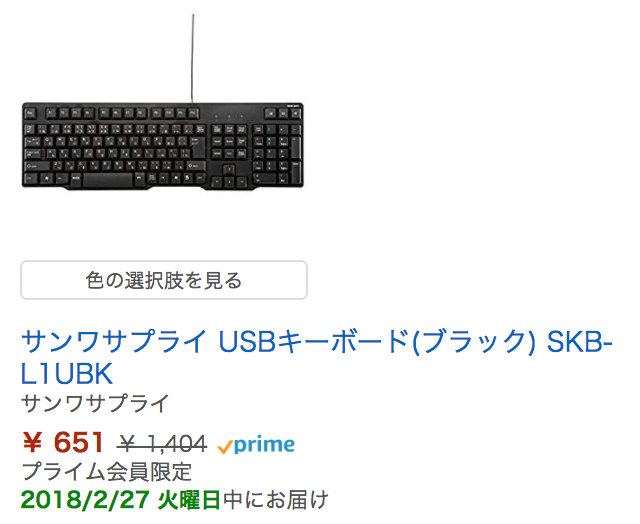 色の選択肢を見る
サンワサプライ USBキーボード(ブラック) SKB-
L1UBK
サンワサプライ
¥ 651 ¥ 1,404 prime
プライム会員限定
2018/2/27 火曜日中にお届け